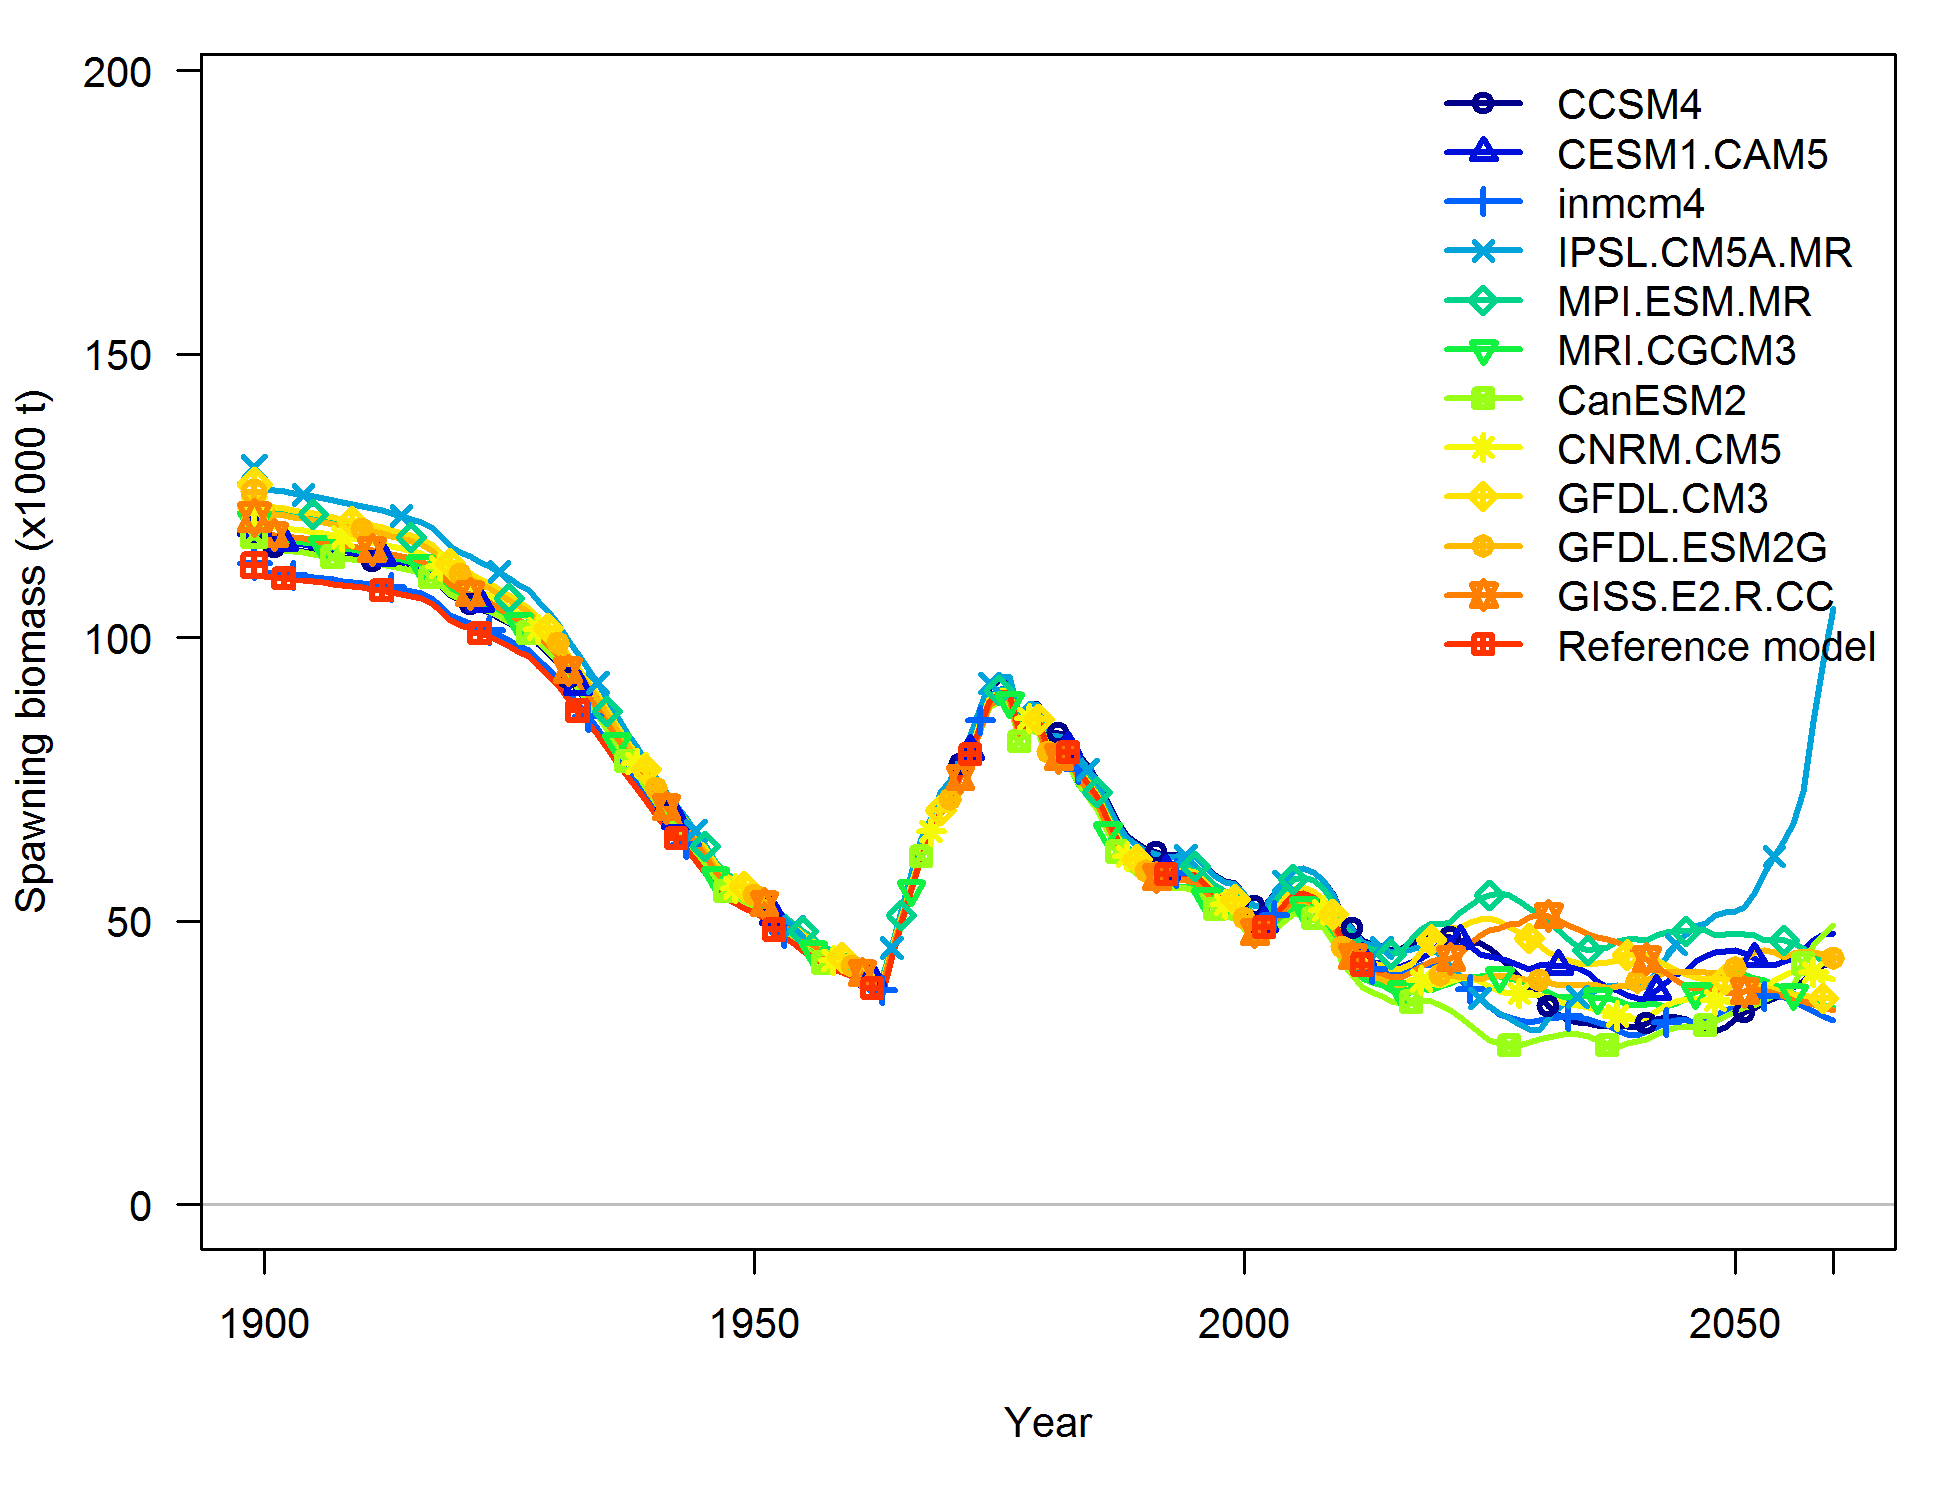 200
150
100
50
0
Spawning biomass (x1000 t)
CCSM4
CESM1.CAM5
inmcm4
IPSL.CM5A.MR
MPI.ESM.MR
MRI.CGCM3
CanESM2
CNRM.CM5
GFDL.CM3
GFDL.ESM2G
GISS.E2.R.CC
Reference model
1900 1950 2000 2050
Year